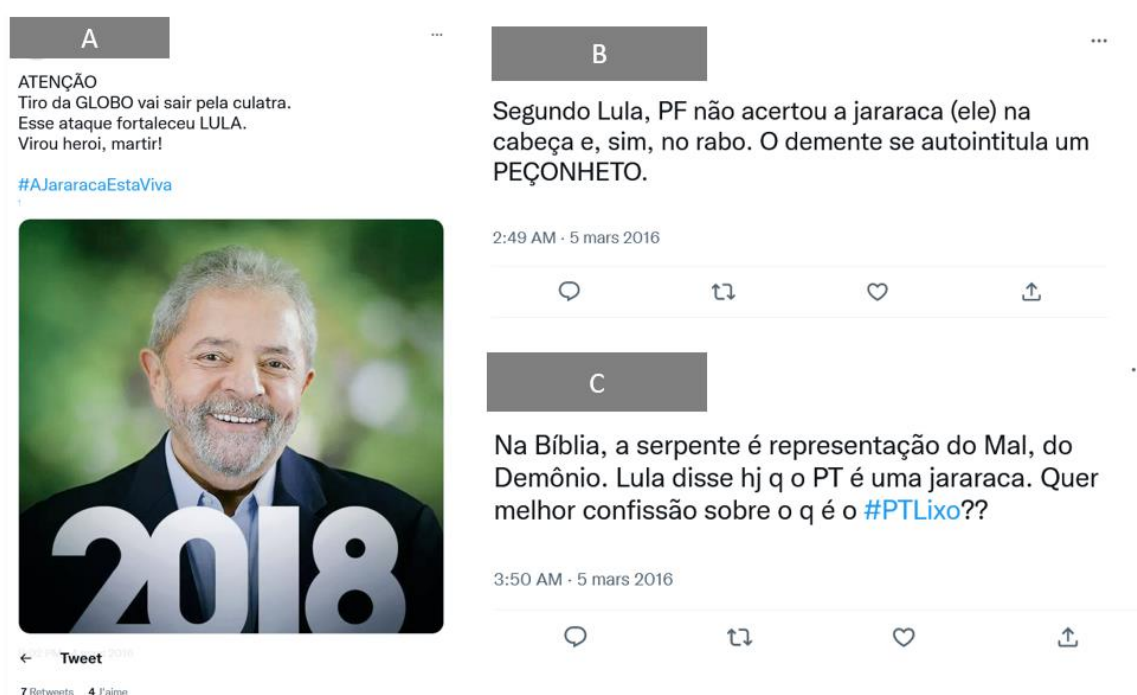 A
ATENÇÃO
Tiro da GLOBO vai sair pela culatra.
Esse ataque fortaleceu LULA.
Virou heroi, martir!
#AJararacaEstaViva
2018
Tweet
7 Retweets 4 J'aime
B
Segundo Lula, PF não acertou a jararaca (ele) na
cabeça e, sim, no rabo. O demente se autointitula um
PEÇONHETO.
2:49 AM · 5 mars 2016
C
Na Bíblia, a serpente é representação do Mal, do
Demônio. Lula disse hj q o PT é uma jararaca. Quer
melhor confissão sobre o q é o #PTLixo??
3:50 AM · 5 mars 2016